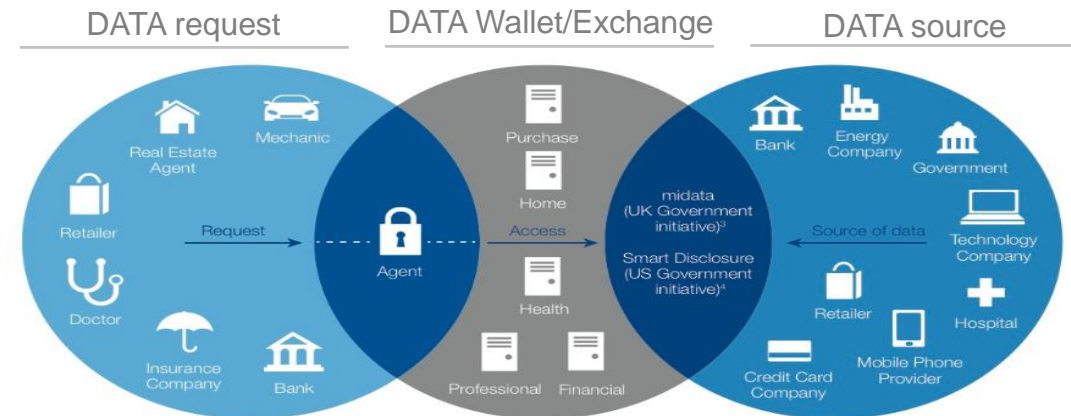 DATA request
DATA Wallet/Exchange
DATA source
Real Estate
Agent
Mechanic
Retailer
Request
Doctor
Insurance
Company
Bank
Agent
Purchase
Home
Access
Health
Professional
Financial
midata
(UK Government
initiative)³
Smart Disclosure
(US Government
initiative)⁴
Bank
Energy
Company
Government
Source of data
Technology
Company
Retailer
Hospital
Mobile Phone
Provider
Credit Card
Company